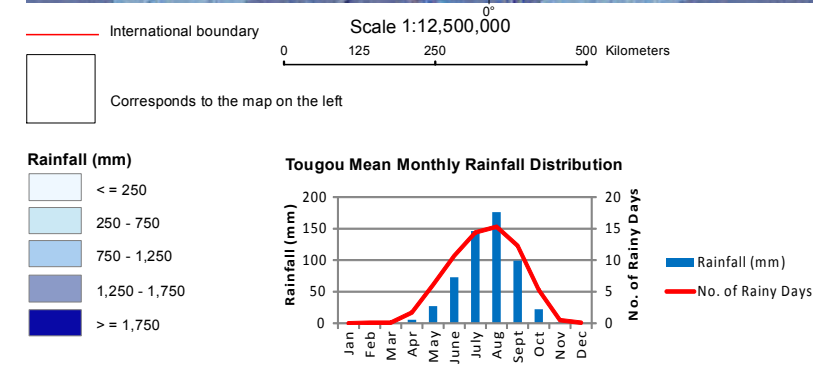 0°
Scale 1:12,500,000
International boundary
0 125 250 500 Kilometers
Corresponds to the map on the left
Rainfall (mm)
< = 250
250 - 750
750 - 1,250
1,250 - 1,750
> = 1,750
Tougou Mean Monthly Rainfall Distribution
Rainfall (mm)
200
150
100
50
0
20
15
10
5
0
No. of Rainy Days
Jan Feb Mar Apr May June July Aug Sept Oct Nov Dec
Rainfall (mm)
No. of Rainy Days